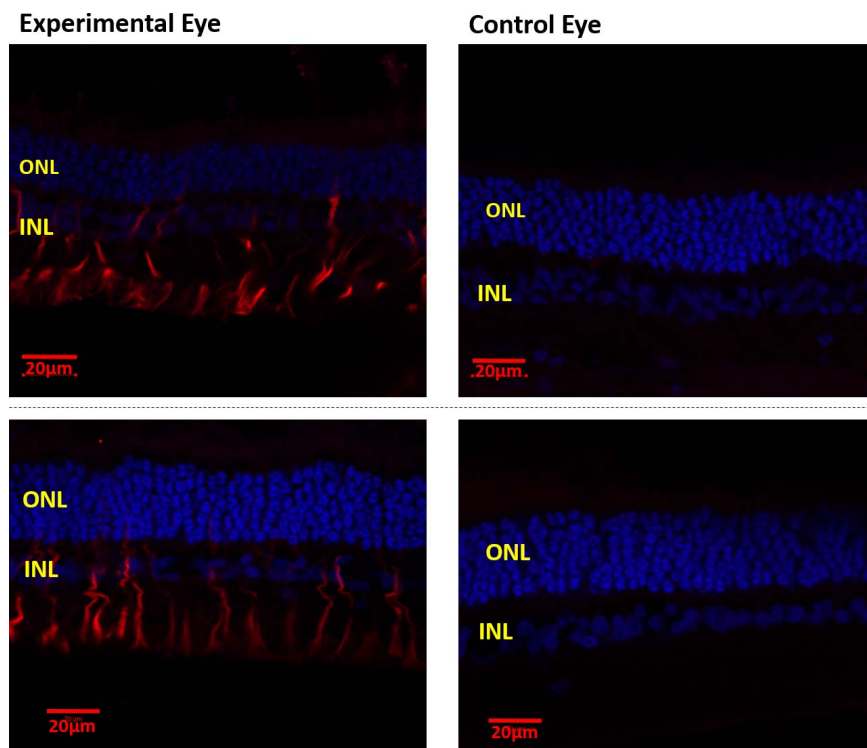 Experimental Eye
Control Eye
ONL
INL
.20µm.
ONL
INL
.20µm.
ONL
INL
20µm
ONL
INL
20µm